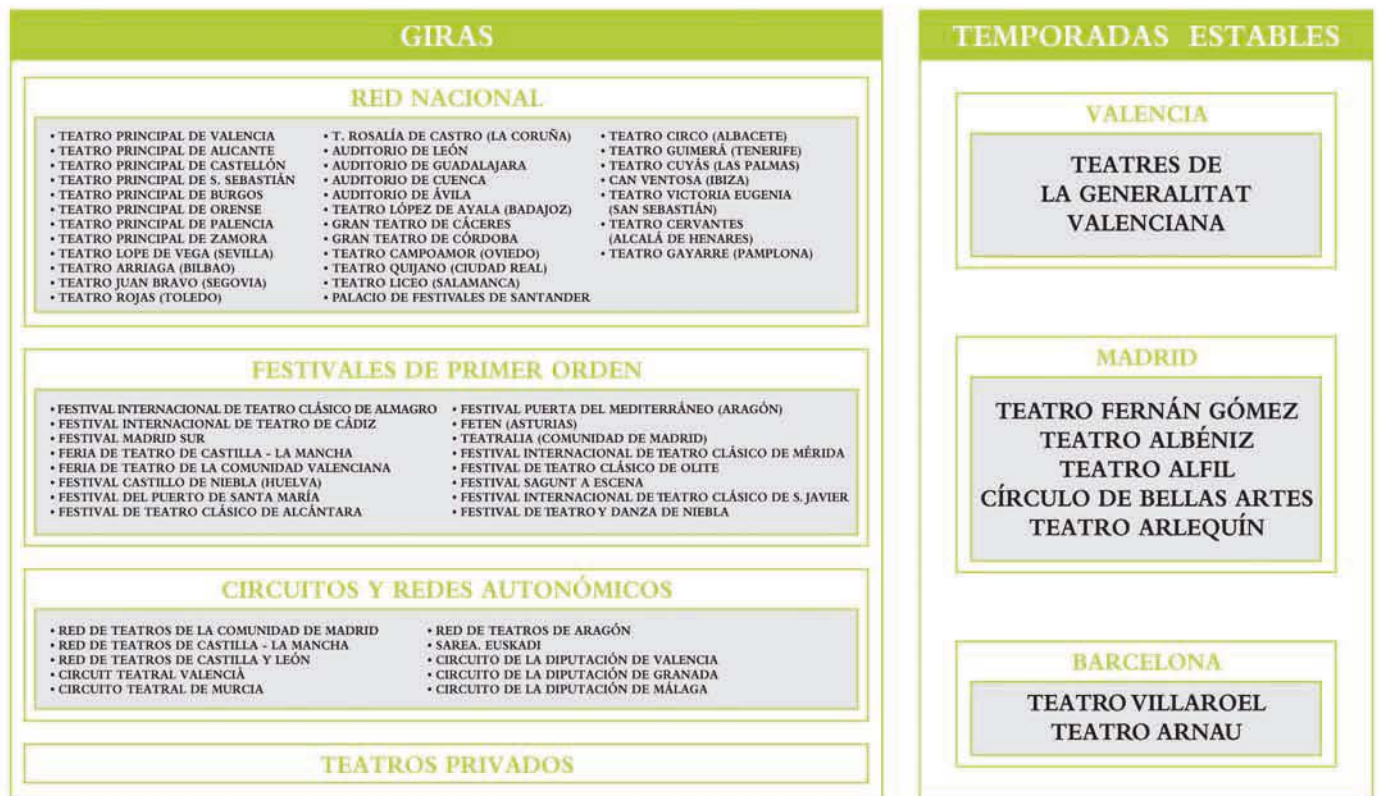 GIRAS
RED NACIONAL
• TEATRO PRINCIPAL DE VALENCIA
• TEATRO PRINCIPAL DE ALICANTE
• TEATRO PRINCIPAL DE CASTELLÓN
• TEATRO PRINCIPAL DE S. SEBASTIÁN
• TEATRO PRINCIPAL DE BURGOS
• TEATRO PRINCIPAL DE ORENSE
• TEATRO PRINCIPAL DE PALENCIA
• TEATRO PRINCIPAL DE ZAMORA
• TEATRO LOPE DE VEGA (SEVILLA)
• TEATRO ARRIAGA (BILBAO)
• TEATRO JUAN BRAVO (SEGOVIA)
• TEATRO ROJAS (TOLEDO)
• T. ROSALÍA DE CASTRO (LA CORUÑA)
• AUDITORIO DE LEÓN
• AUDITORIO DE GUADALAJARA
• AUDITORIO DE CUENCA
• AUDITORIO DE ÁVILA
• TEATRO LÓPEZ DE AYALA (BADAJOZ)
• GRAN TEATRO DE CÁCERES
• GRAN TEATRO DE CÓRDOBA
• TEATRO CAMPOAMOR (OVIEDO)
• TEATRO QUIJANO (CIUDAD REAL)
• TEATRO LICEO (SALAMANCA)
• PALACIO DE FESTIVALES DE SANTANDER
• TEATRO CIRCO (ALBACETE)
• TEATRO GUIMERÁ (TENERIFE)
• TEATRO CUYÁS (LAS PALMAS)
• CAN VENTOSA (IBIZA)
• TEATRO VICTORIA EUGENIA
(SAN SEBASTIÁN)
• TEATRO CERVANTES
(ALCALÁ DE HENARES)
• TEATRO GAYARRE (PAMPLONA)
FESTIVALES DE PRIMER ORDEN
• FESTIVAL INTERNACIONAL DE TEATRO CLÁSICO DE ALMAGRO
• FESTIVAL INTERNACIONAL DE TEATRO DE CÁDIZ
• FESTIVAL MADRID SUR
• FERIA DE TEATRO DE CASTILLA - LA MANCHA
• FERIA DE TEATRO DE LA COMUNIDAD VALENCIANA
• FESTIVAL CASTILLO DE NIEBLA (HUELVA)
• FESTIVAL DEL PUERTO DE SANTA MARÍA
• FESTIVAL DE TEATRO CLÁSICO DE ALCÁNTARA
• FESTIVAL PUERTA DEL MEDITERRÁNEO (ARAGÓN)
• FETEN (ASTURIAS)
• TEATRALIA (COMUNIDAD DE MADRID)
• FESTIVAL INTERNACIONAL DE TEATRO CLÁSICO DE MÉRIDA
• FESTIVAL DE TEATRO CLÁSICO DE OLITE
• FESTIVAL SAGUNT A ESCENA
• FESTIVAL INTERNACIONAL DE TEATRO CLÁSICO DE S. JAVIER
• FESTIVAL DE TEATRO Y DANZA DE NIEBLA
CIRCUITOS Y REDES AUTONÓMICOS
• RED DE TEATROS DE LA COMUNIDAD DE MADRID
• RED DE TEATROS DE CASTILLA - LA MANCHA
• RED DE TEATROS DE CASTILLA Y LEÓN
• CIRCUIT TEATRAL VALENCIÀ
• CIRCUITO TEATRAL DE MURCIA
• RED DE TEATROS DE ARAGÓN
• SAREA. EUSKADI
• CIRCUITO DE LA DIPUTACIÓN DE VALENCIA
• CIRCUITO DE LA DIPUTACIÓN DE GRANADA
• CIRCUITO DE LA DIPUTACIÓN DE MÁLAGA
TEATROS PRIVADOS
TEMPORADAS ESTABLES
VALENCIA
TEATRES DE
LA GENERALITAT
VALENCIANA
MADRID
TEATRO FERNÁN GÓMEZ
TEATRO ALBÉNIZ
TEATRO ALFIL
CÍRCULO DE BELLAS ARTES
TEATRO ARLEQUÍN
BARCELONA
TEATRO VILLAROEL
TEATRO ARNAU